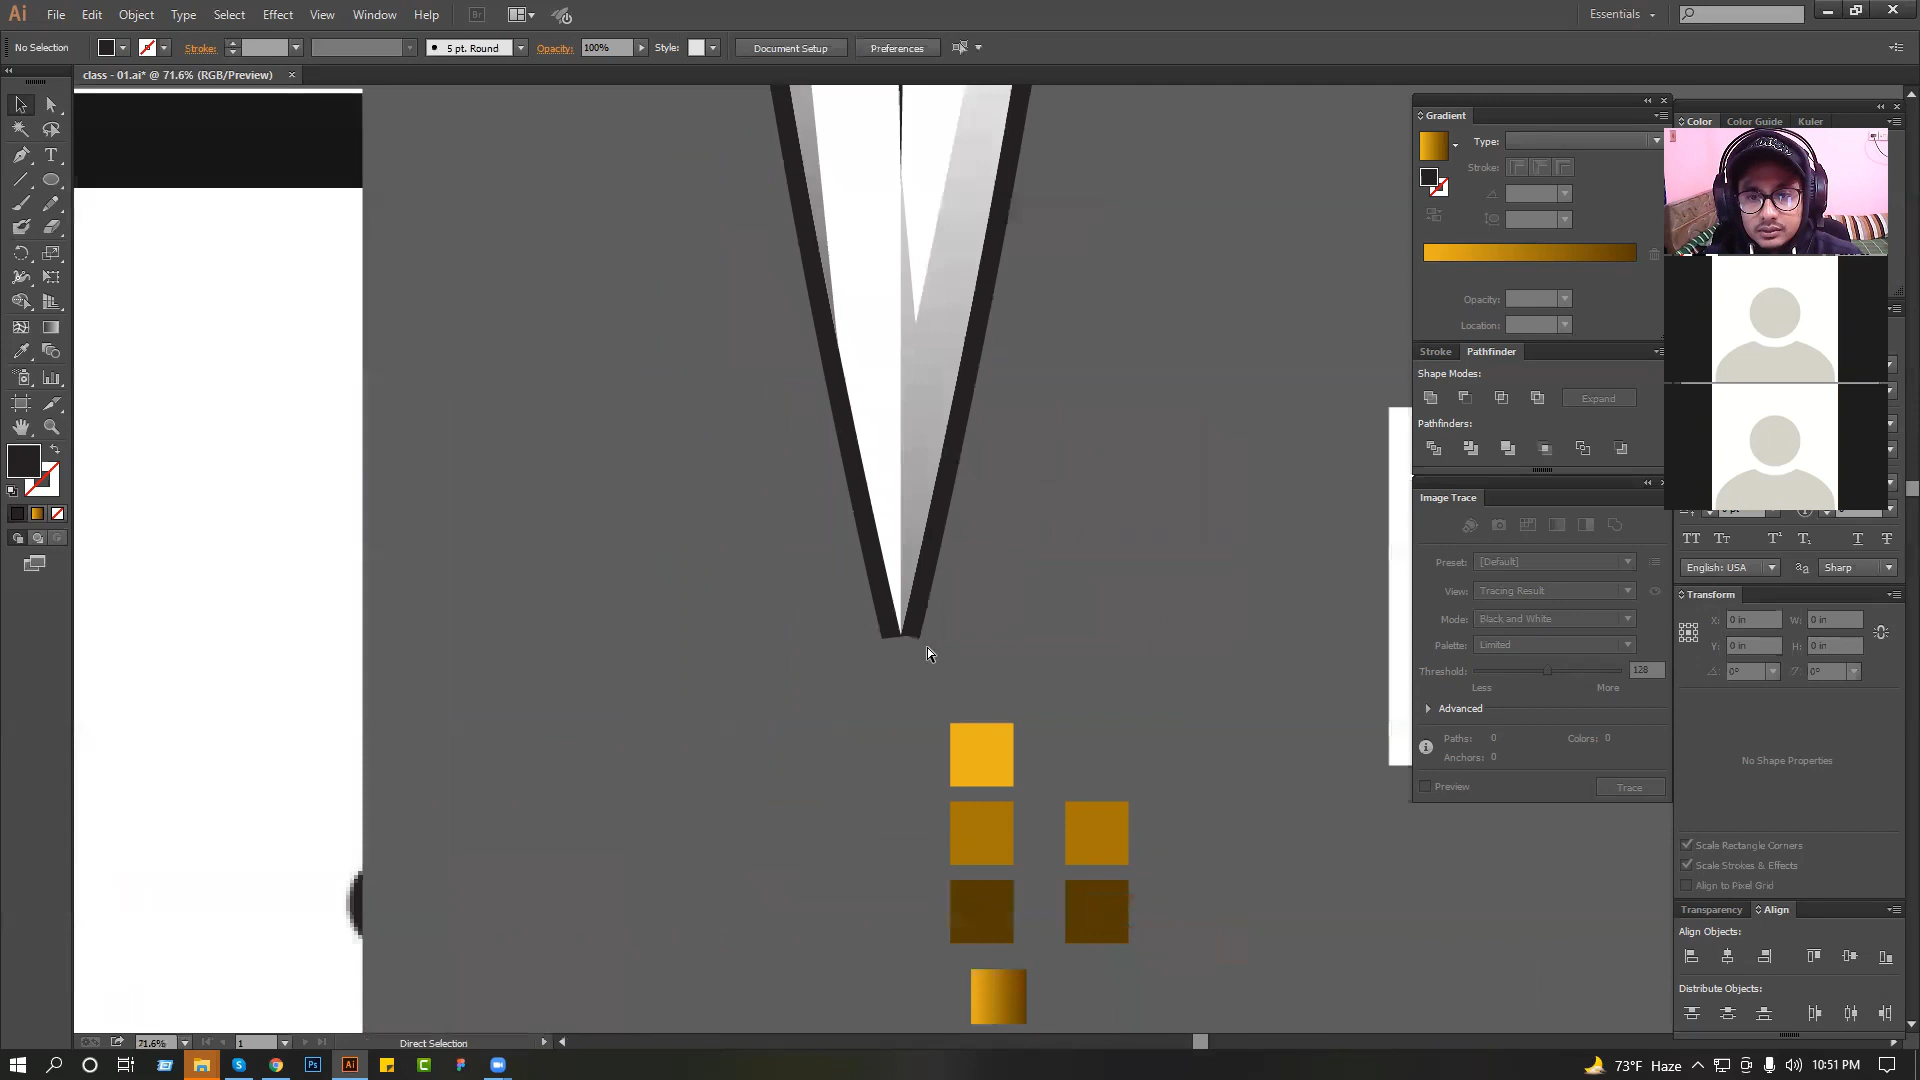 Ai File Edit Object Type Select Effect View Window Help Br Essentials
No Selection Stroke: 5 pt. Round Opacity: 100% Style: Document Setup Preferences
class - 01.ai* @ 71.6% (RGB/Preview)
Gradient
Type:
Stroke:
Opacity:
Location:
Stroke Pathfinder
Shape Modes:
Expand
Pathfinders:
Image Trace
Preset: [Default]
View: Tracing Result
Mode: Black and White
Palette: Limited
Threshold: 128
Less More
Advanced
Paths: 0 Colors: 0
Anchors: 0
Preview Trace
Color Color Guide Kuler
English: USA Sharp
Transform
X: 0 in W: 0 in
Y: 0 in H: 0 in
0° 0°
No Shape Properties
Scale Rectangle Corners
Scale Strokes & Effects
Align to Pixel Grid
Transparency Align
Align Objects:
Distribute Objects:
71.6% 1 Direct Selection
73°F Haze 10:51 PM